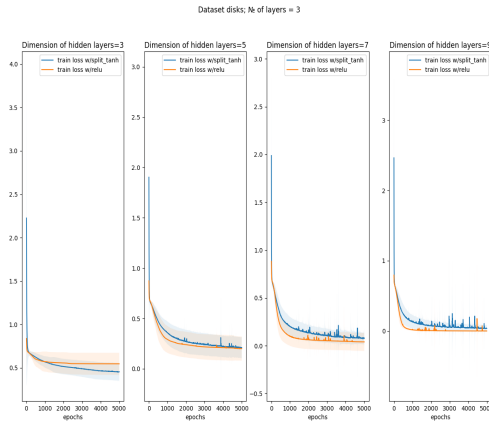 Dataset disks; № of layers = 3
Dimension of hidden layers=3
train loss w/split_tanh
train loss w/relu
4.0
3.5
3.0
2.5
2.0
1.5
1.0
0.5
0 1000 2000 3000 4000 5000
epochs
Dimension of hidden layers=5
train loss w/split_tanh
train loss w/relu
3.0
2.5
2.0
1.5
1.0
0.5
0.0
0 1000 2000 3000 4000 5000
epochs
Dimension of hidden layers=7
train loss w/split_tanh
train loss w/relu
3.0
2.5
2.0
1.5
1.0
0.5
0.0
−0.5
0 1000 2000 3000 4000 5000
epochs
Dimension of hidden layers=9
train loss w/split_tanh
train loss w/relu
3
2
1
0
0 1000 2000 3000 4000 5000
epochs